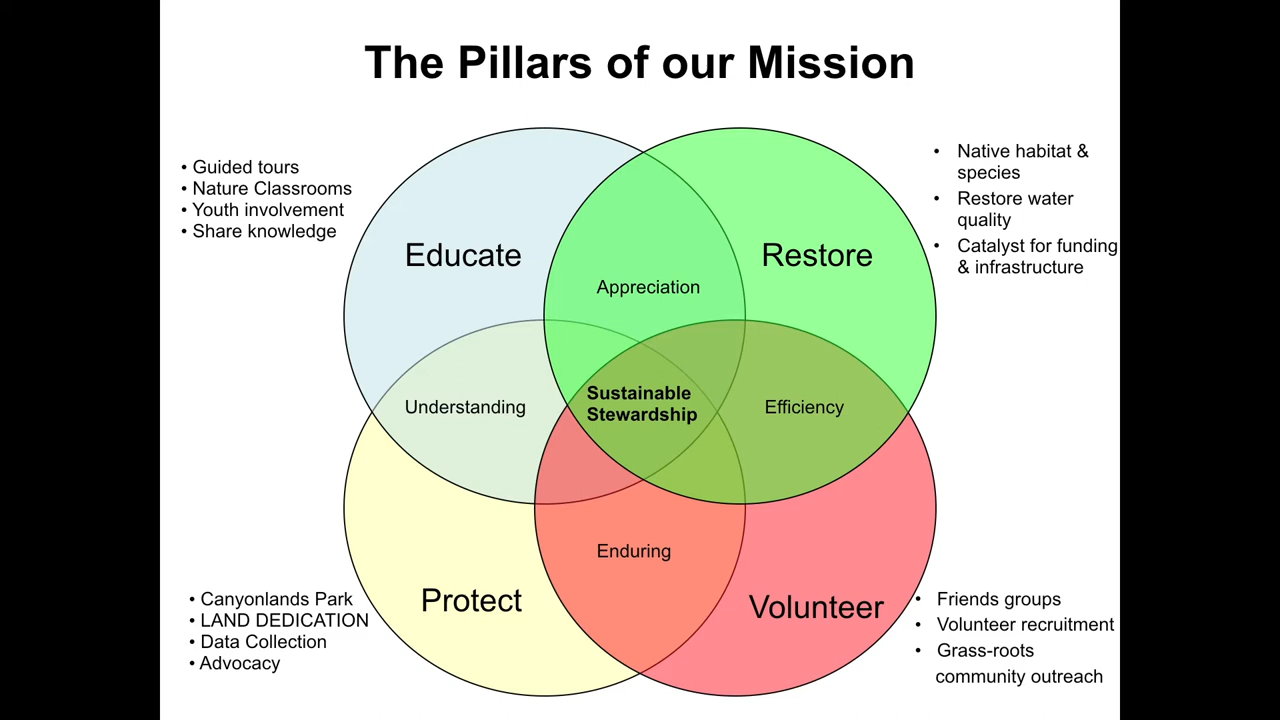 The Pillars of our Mission
• Guided tours
• Nature Classrooms
• Youth involvement
• Share knowledge
• Native habitat &
species
• Restore water
quality
• Catalyst for funding
& infrastructure
Educate
Restore
Appreciation
Understanding
Sustainable
Stewardship
Efficiency
Enduring
Protect
Volunteer
• Canyonlands Park
• LAND DEDICATION
• Data Collection
• Advocacy
• Friends groups
• Volunteer recruitment
• Grass-roots
community outreach